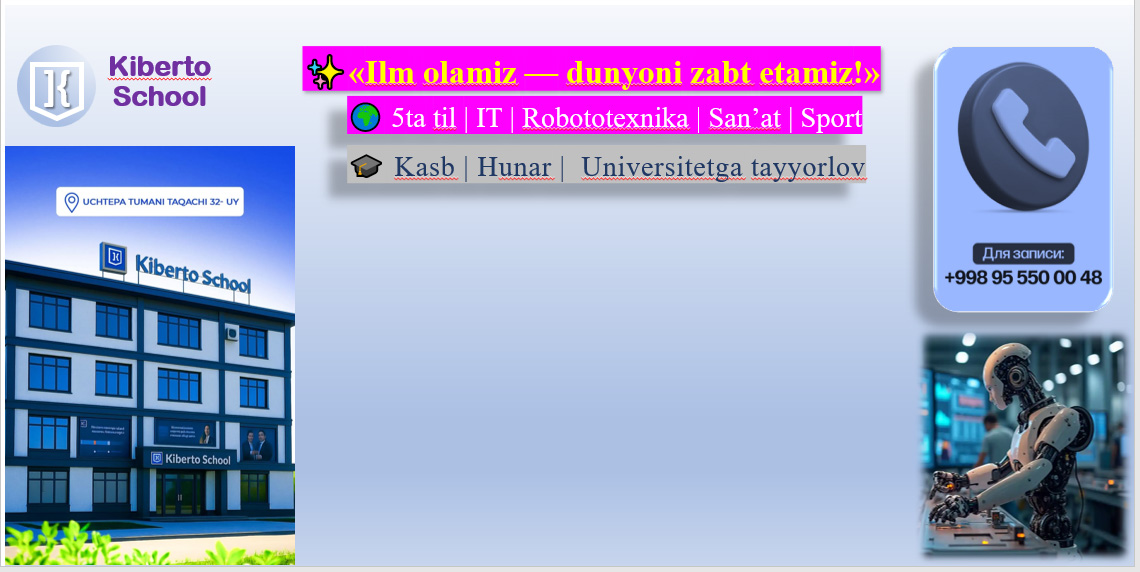 Kiberto
School
✨«Ilm olamiz — dunyoni zabt etamiz!»
🌍 5ta til | IT | Robototexnika | San’at | Sport
🎓 Kasb | Hunar | Universitetga tayyorlov
UCHTEPA TUMANI TAQACHI 32- UY
Kiberto School
Kiberto School
Для записи:
+998 95 550 00 48